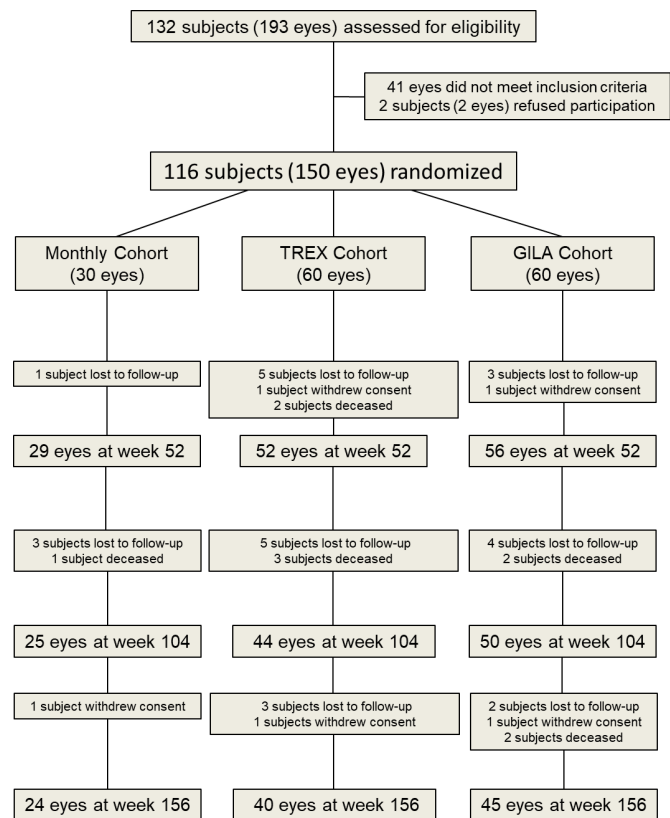 132 subjects (193 eyes) assessed for eligibility
41 eyes did not meet inclusion criteria
2 subjects (2 eyes) refused participation
116 subjects (150 eyes) randomized
Monthly Cohort
(30 eyes)
TREX Cohort
(60 eyes)
GILA Cohort
(60 eyes)
1 subject lost to follow-up
5 subjects lost to follow-up
1 subject withdrew consent
2 subjects deceased
3 subjects lost to follow-up
1 subject withdrew consent
29 eyes at week 52
52 eyes at week 52
56 eyes at week 52
3 subjects lost to follow-up
1 subject deceased
5 subjects lost to follow-up
3 subjects deceased
4 subjects lost to follow-up
2 subjects deceased
25 eyes at week 104
44 eyes at week 104
50 eyes at week 104
1 subject withdrew consent
3 subjects lost to follow-up
1 subjects withdrew consent
2 subjects lost to follow-up
1 subject withdrew consent
2 subjects deceased
24 eyes at week 156
40 eyes at week 156
45 eyes at week 156